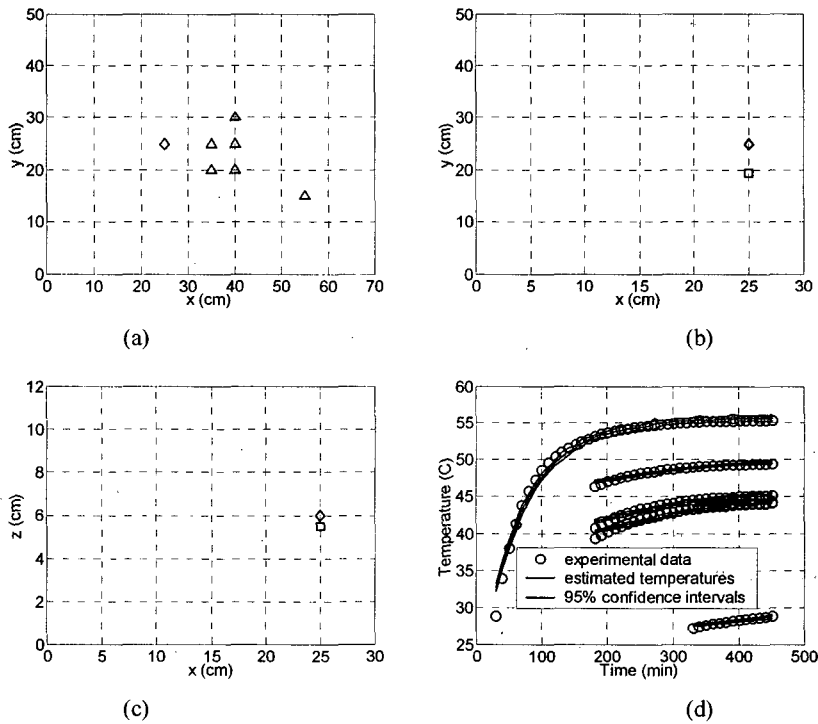 50
40
30
20
10
0
y (cm)
0 10 20 30 40 50 60 70
x (cm)
(a)
50
40
30
20
10
0
y (cm)
0 5 10 15 20 25 30
x (cm)
(b)
12
10
8
6
4
2
0
z (cm)
0 5 10 15 20 25 30
x (cm)
(c)
60
55
50
45
40
35
30
25
Temperature (C)
experimental data
estimated temperatures
95% confidence intervals
0 100 200 300 400 500
Time (min)
(d)